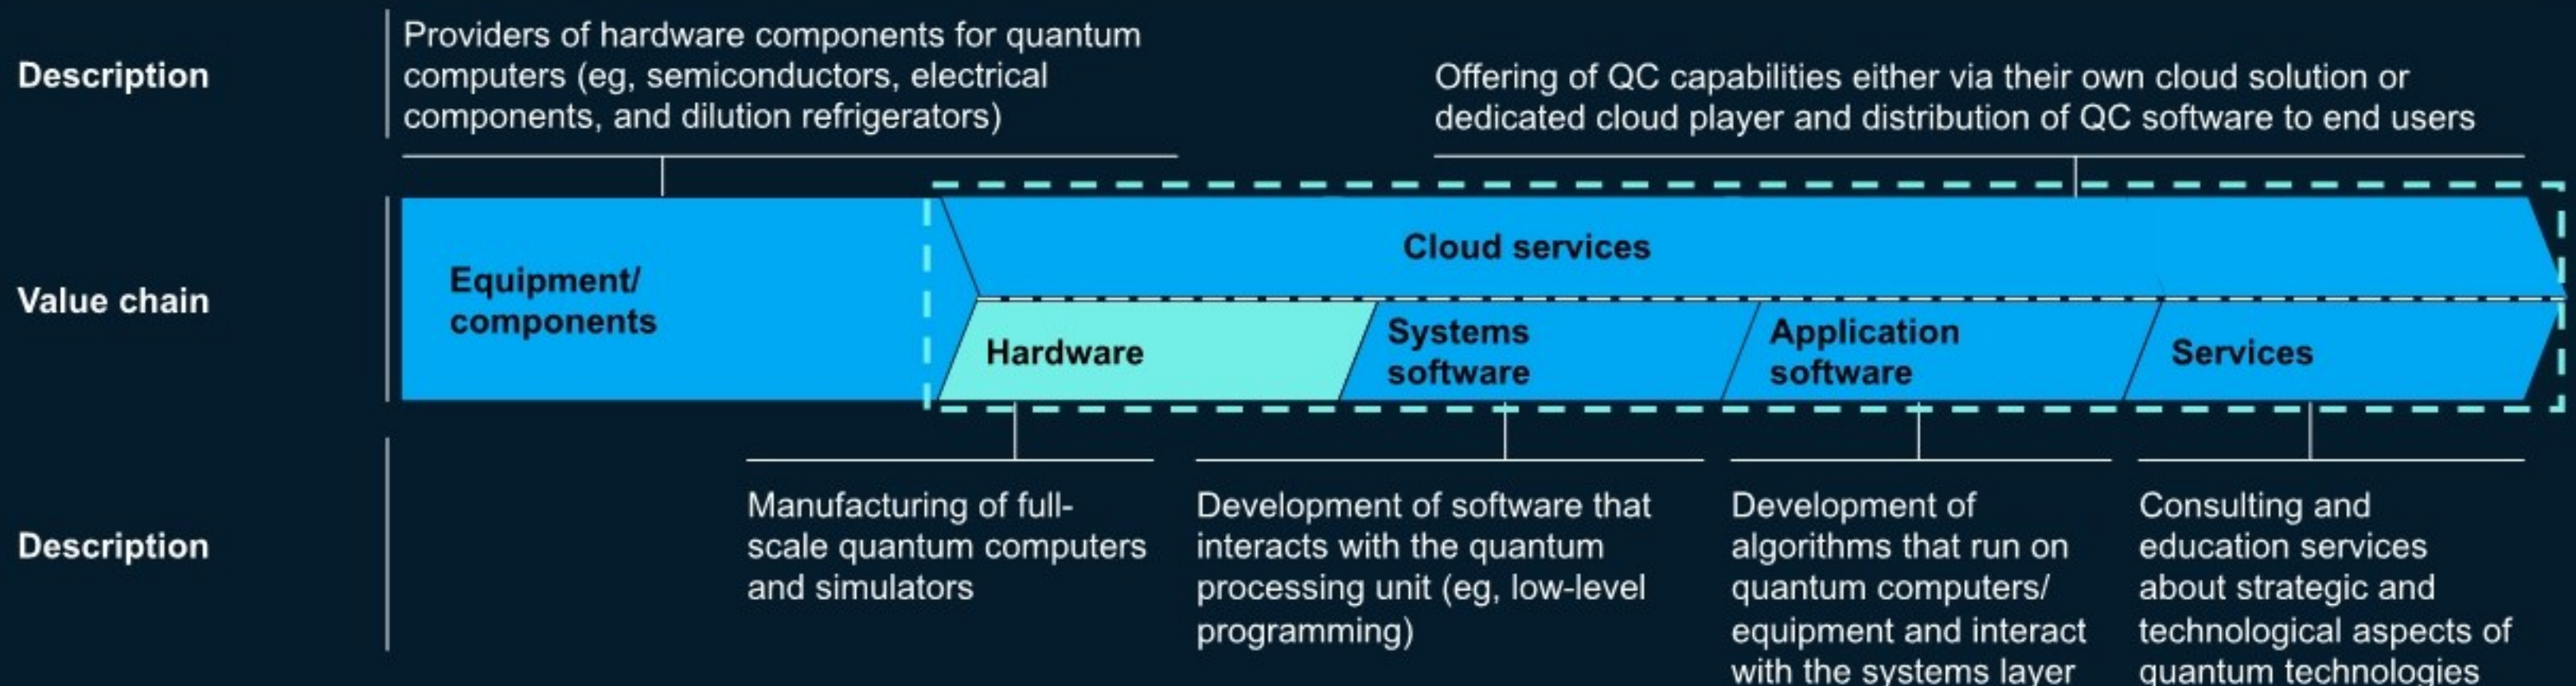 Description
Providers of hardware components for quantum
computers (eg, semiconductors, electrical
components, and dilution refrigerators)
Offering of QC capabilities either via their own cloud solution or
dedicated cloud player and distribution of QC software to end users
Value chain
Equipment/
components
Cloud services
Hardware
Systems
software
Application
software
Services
Description
Manufacturing of full-
scale quantum computers
and simulators
Development of software that
interacts with the quantum
processing unit (eg, low-level
programming)
Development of
algorithms that run on
quantum computers/
equipment and interact
with the systems layer
Consulting and
education services
about strategic and
technological aspects of
quantum technologies